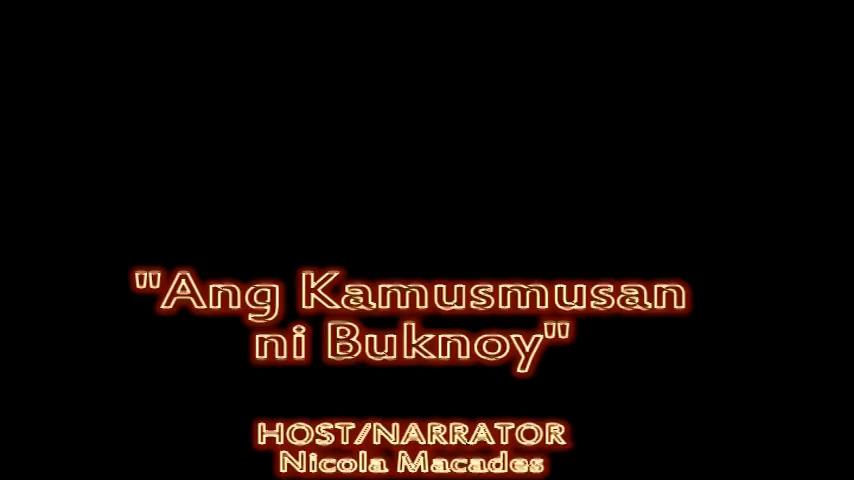 "Ang Kamusmusan
ni Buknoy"
HOST/NARRATOR
Nicola Macades